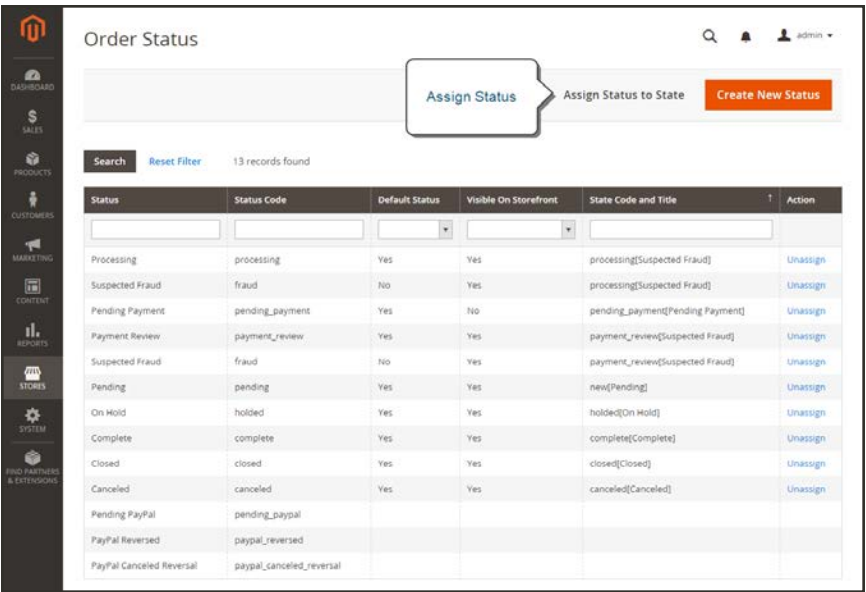 Order Status
admin
DASHBOARD
SALES
PRODUCTS
CUSTOMERS
MARKETING
CONTENT
REPORTS
STORES
SYSTEM
FIND PARTNERS
& EXTENSIONS
Assign Status
Assign Status to State
Create New Status
Search Reset Filter 13 records found
Status Status Code Default Status Visible On Storefront State Code and Title ↑ Action
Processing processing Yes Yes processing[Suspected Fraud] Unassign
Suspected Fraud fraud No Yes processing[Suspected Fraud] Unassign
Pending Payment pending_payment Yes No pending_payment[Pending Payment] Unassign
Payment Review payment_review Yes Yes payment_review[Suspected Fraud] Unassign
Suspected Fraud fraud No Yes payment_review[Suspected Fraud] Unassign
Pending pending Yes Yes new[Pending] Unassign
On Hold holded Yes Yes holded[On Hold] Unassign
Complete complete Yes Yes complete[Complete] Unassign
Closed closed Yes Yes closed[Closed] Unassign
Canceled canceled Yes Yes canceled[Canceled] Unassign
Pending PayPal pending_paypal
PayPal Reversed paypal_reversed
PayPal Canceled Reversal paypal_canceled_reversal